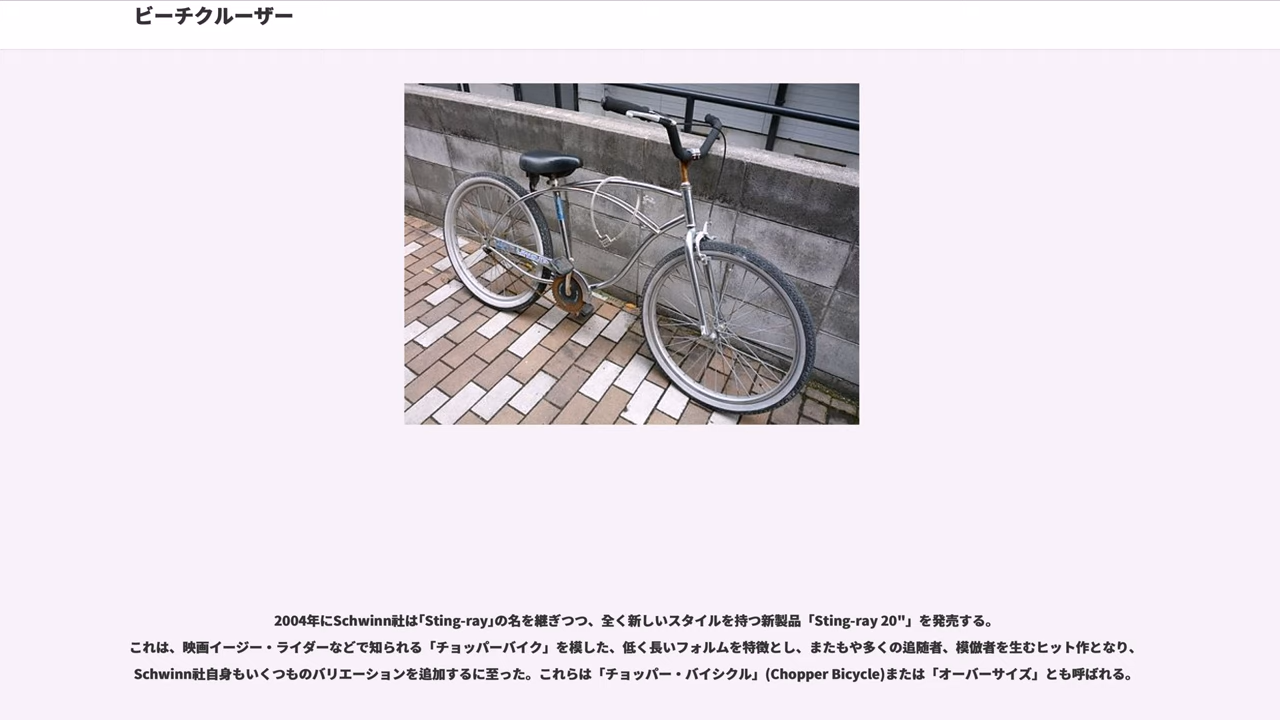 ビーチクルーザー
2004年にSchwinn社は｢Sting-ray｣の名を継ぎつつ、全く新しいスタイルを持つ新製品「Sting-ray 20"」を発売する。
これは、映画イージー・ライダーなどで知られる「チョッパーバイク」を模した、低く長いフォルムを特徴とし、またもや多くの追随者、模倣者を生むヒット作となり、
Schwinn社自身もいくつものバリエーションを追加するに至った。これらは「チョッパー・バイシクル」(Chopper Bicycle)または「オーバーサイズ」とも呼ばれる。